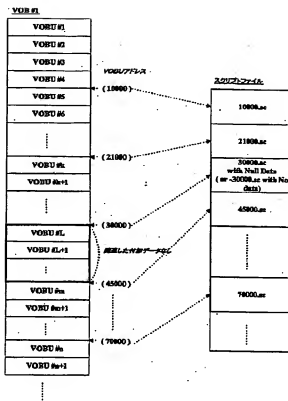 VOB #1
VOBU #1
VOBU #2
VOBU #3
VOBU #4
VOBU #5
VOBU #6
VOBU #k
VOBU #k+1
VOBU #L
VOBU #L+1
VOBU #m
VOBU #m+1
VOBU #n
VOBU #n+1
VOBUアドレス
(10000)
(21000)
(30000)
(45000)
(70000)
スクリプトファイル
10000.sc
21000.sc
30000.sc
with Null Data
(or -30000.sc with No
data)
45000.sc
70000.sc